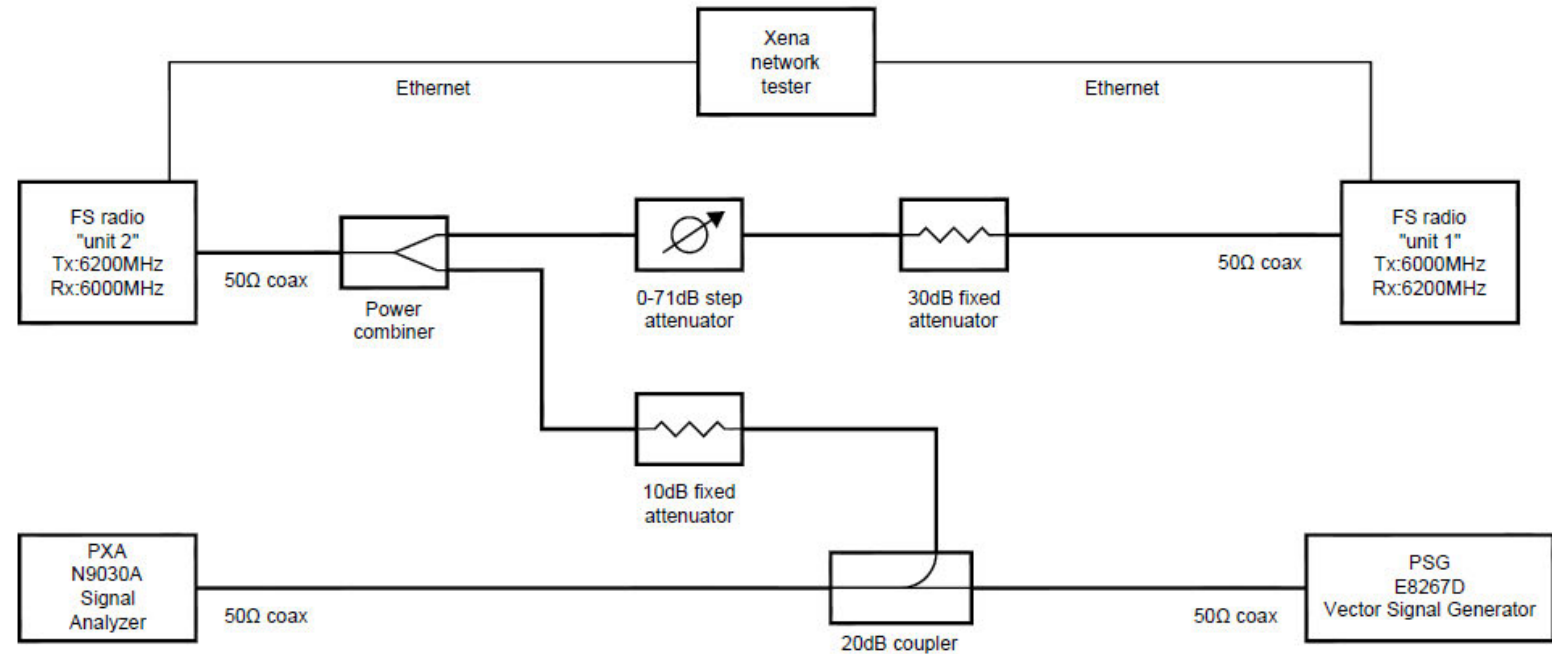 Xena
network
tester
Ethernet
Ethernet
FS radio
"unit 2"
Tx:6200MHz
Rx:6000MHz
50Ω coax
Power
combiner
0-71dB step
attenuator
30dB fixed
attenuator
50Ω coax
FS radio
"unit 1"
Tx:6000MHz
Rx:6200MHz
10dB fixed
attenuator
PXA
N9030A
Signal
Analyzer
50Ω coax
20dB coupler
50Ω coax
PSG
E8267D
Vector Signal Generator